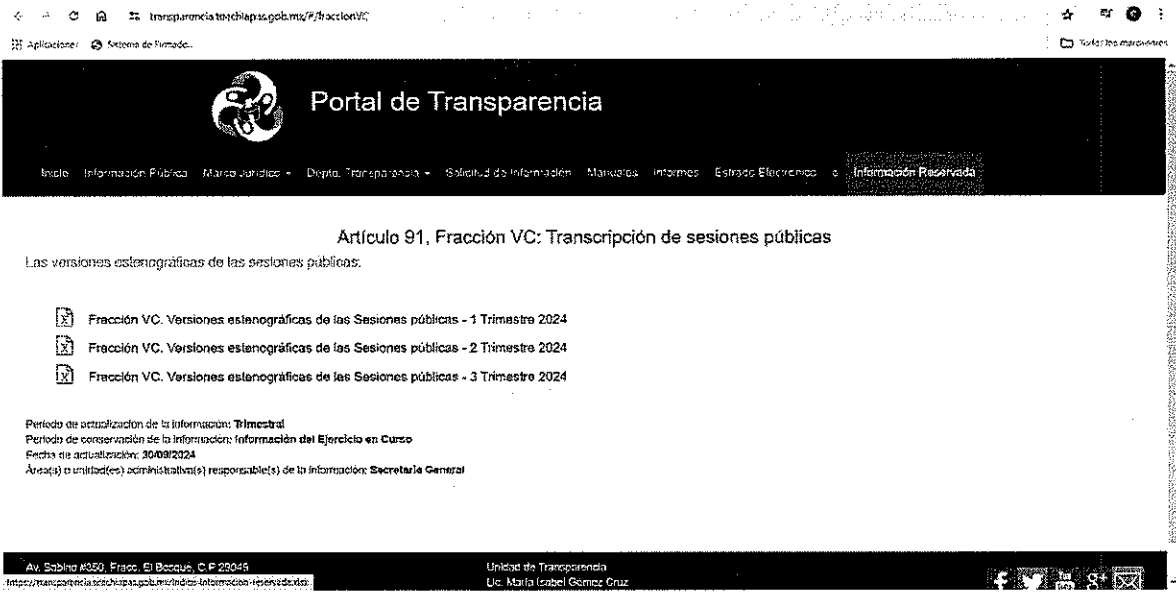 transparencia.teechiapas.gob.mx/#/fraccionVC
Aplicaciones
Todos los marcadores
Portal de Transparencia
Inicio Información Pública Marco Jurídico Depto. Transparencia Solicitud de Información Manuales Informes Estrado Electrónico Información Reservada
Artículo 91, Fracción VC: Transcripción de sesiones públicas
Las versiones estenográficas de las sesiones públicas.
Fracción VC. Versiones estenográficas de las Sesiones públicas - 1 Trimestre 2024
Fracción VC. Versiones estenográficas de las Sesiones públicas - 2 Trimestre 2024
Fracción VC. Versiones estenográficas de las Sesiones públicas - 3 Trimestre 2024
Periodo de actualización de la información: Trimestral
Periodo de conservación de la información: Información del Ejercicio en Curso
Fecha de actualización: 30/09/2024
Área(s) o unidad(es) administrativa(s) responsable(s) de la información: Secretaría General
Av. Sabino #350, Fracc. El Bosque, C.P 29049
Unidad de Transparencia
Lic. María Isabel Gómez Cruz